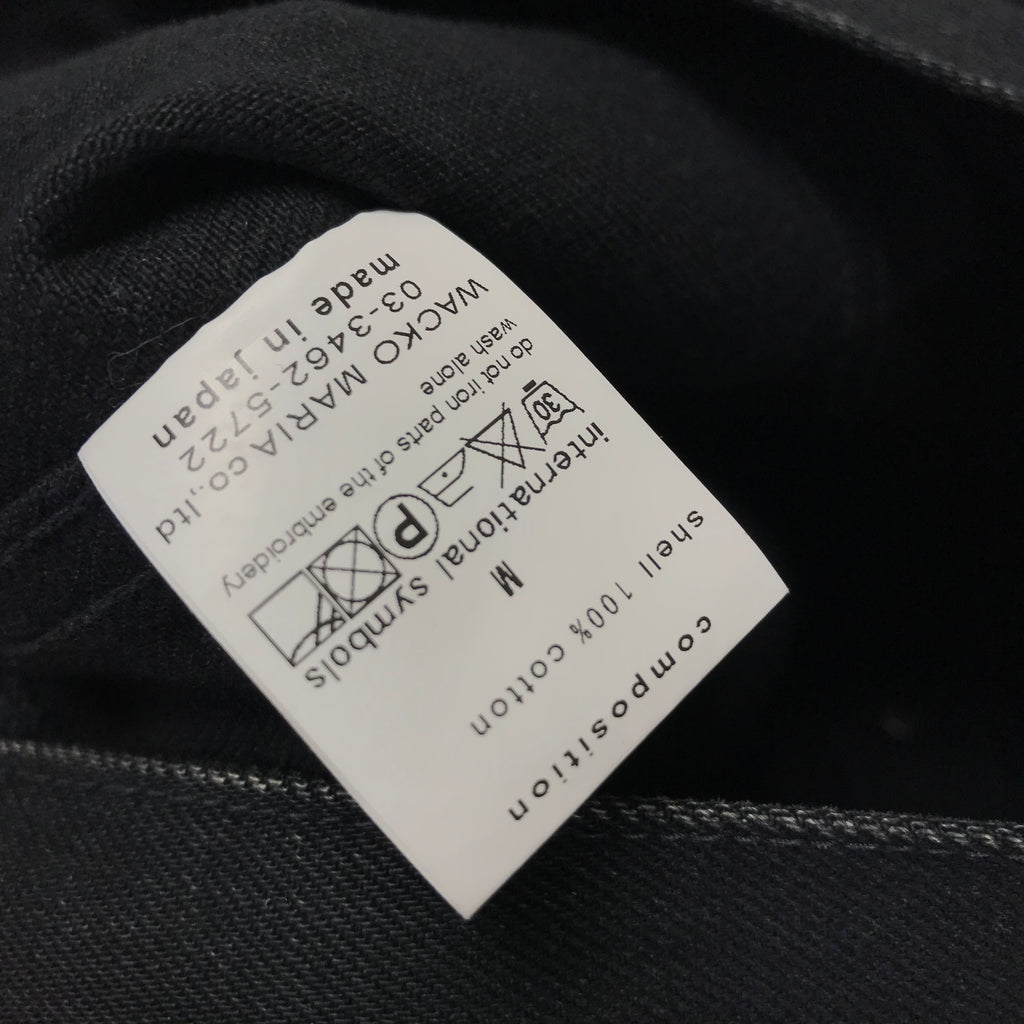 composition
shell 100% cotton
M
international symbols
30
P
do not iron parts of the embroidery
wash alone
WACKO MARIA co.,ltd
03-3462-5722
made in japan